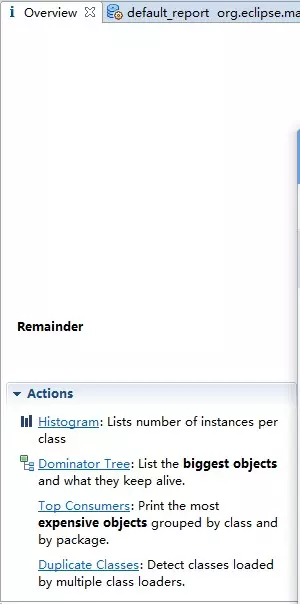 i Overview default_report org.eclipse.ma
Remainder
Actions
Histogram: Lists number of instances per
class
Dominator Tree: List the biggest objects
and what they keep alive.
Top Consumers: Print the most
expensive objects grouped by class and
by package.
Duplicate Classes: Detect classes loaded
by multiple class loaders.